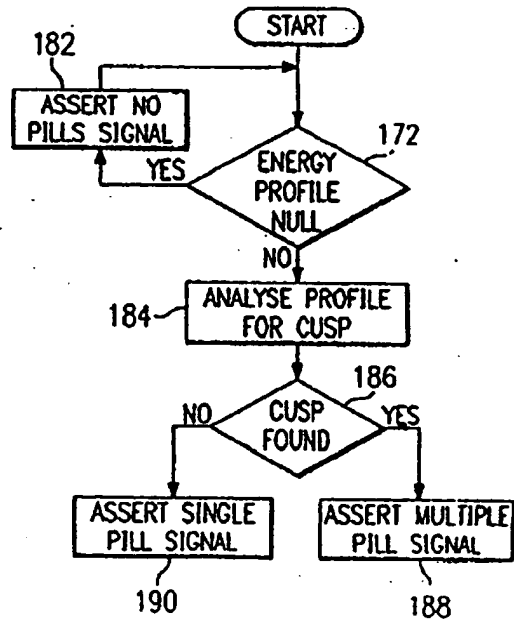 START
182
ASSERT NO
PILLS SIGNAL
172
YES
ENERGY
PROFILE
NULL
NO
184
ANALYSE PROFILE
FOR CUSP
186
NO
CUSP
FOUND
YES
ASSERT SINGLE
PILL SIGNAL
190
ASSERT MULTIPLE
PILL SIGNAL
188